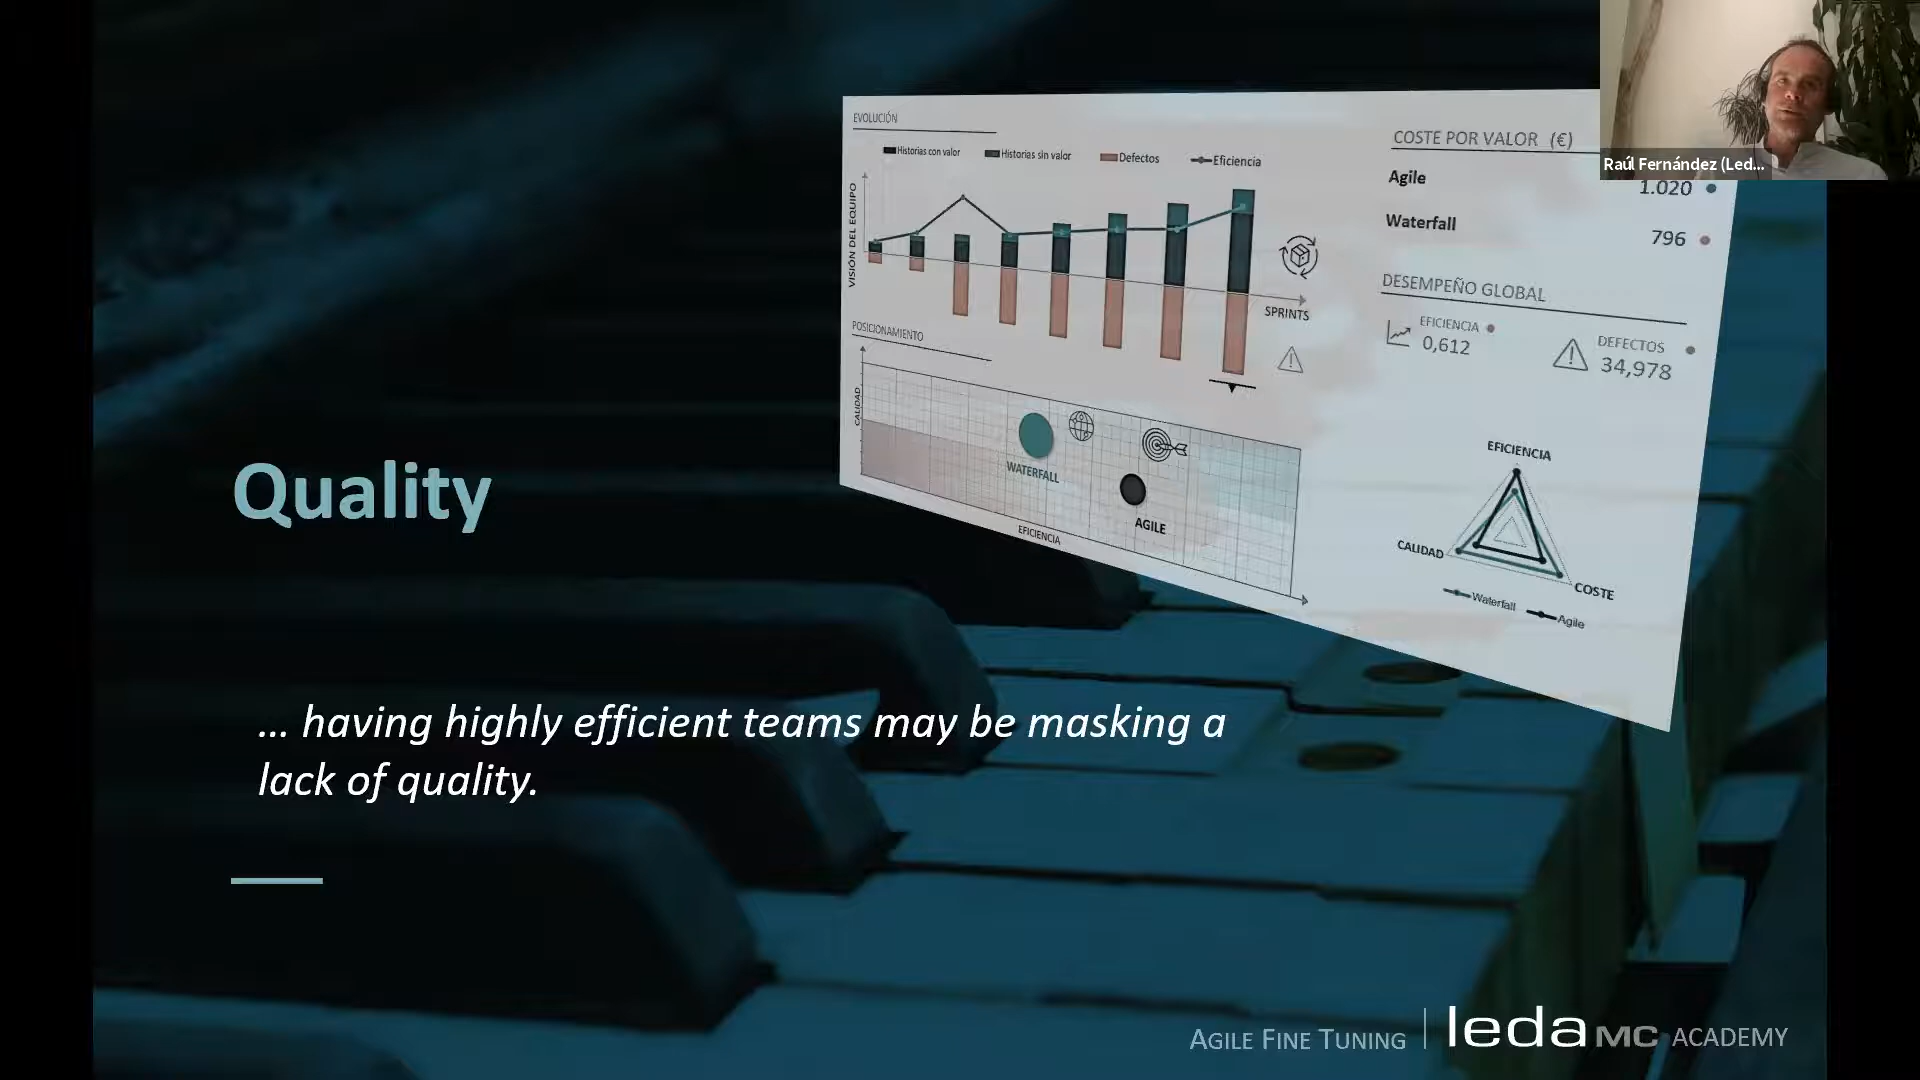 EVOLUCIÓN
Historias con valor
Historias sin valor
Defectos
Eficiencia
VISIÓN DEL EQUIPO
SPRINTS
POSICIONAMIENTO
CALIDAD
WATERFALL
AGILE
EFICIENCIA
COSTE POR VALOR (€)
Agile
1.020
Waterfall
796
DESEMPEÑO GLOBAL
EFICIENCIA
0,612
DEFECTOS
34,978
EFICIENCIA
CALIDAD
COSTE
Waterfall
Agile
Raúl Fernández (Led...
Quality
... having highly efficient teams may be masking a
lack of quality.
AGILE FINE TUNING | leda MC ACADEMY